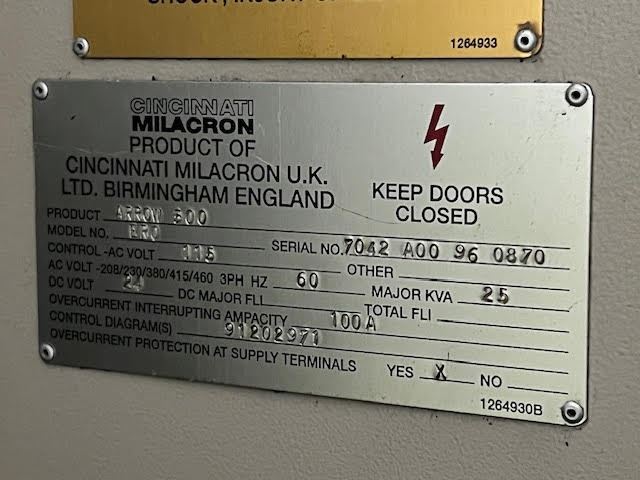 1264933
CINCINNATI
MILACRON
PRODUCT OF
CINCINNATI MILACRON U.K.
LTD. BIRMINGHAM ENGLAND
KEEP DOORS
CLOSED
PRODUCT ARROW 500
MODEL NO. ERO SERIAL NO. 7042 A00 96 0870
CONTROL - AC VOLT 115 OTHER
AC VOLT -208/230/380/415/460 3PH HZ 60 MAJOR KVA 25
DC VOLT 24 DC MAJOR FLI TOTAL FLI
OVERCURRENT INTERRUPTING AMPACITY 100A
CONTROL DIAGRAM(S) 91202971
OVERCURRENT PROTECTION AT SUPPLY TERMINALS YES X NO
1264930B